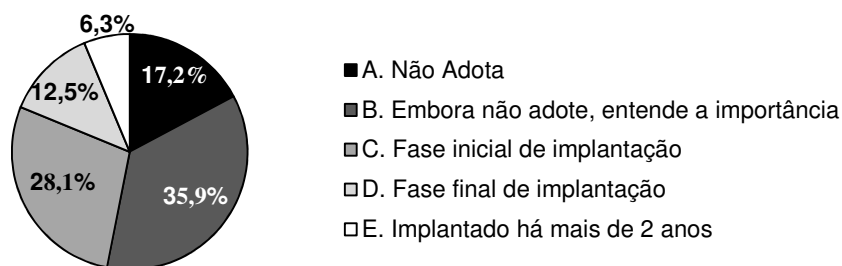 6,3%
17,2%
12,5%
28,1%
35,9%
A. Não Adota
B. Embora não adote, entende a importância
C. Fase inicial de implantação
D. Fase final de implantação
E. Implantado há mais de 2 anos